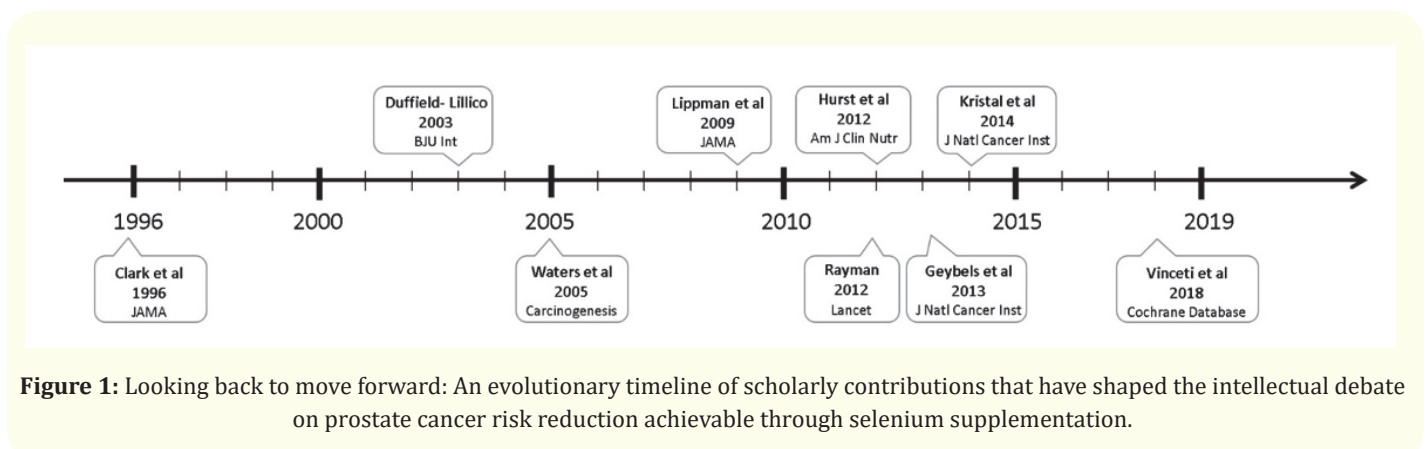 Duffield- Lillico
2003
BJU Int
Lippman et al
2009
JAMA
Hurst et al
2012
Am J Clin Nutr
Kristal et al
2014
J Natl Cancer Inst
1996
2000
2005
2010
2015
2019
Clark et al
1996
JAMA
Waters et al
2005
Carcinogenesis
Rayman
2012
Lancet
Geybels et al
2013
J Natl Cancer Inst
Vinceti et al
2018
Cochrane Database
Figure 1: Looking back to move forward: An evolutionary timeline of scholarly contributions that have shaped the intellectual debate
on prostate cancer risk reduction achievable through selenium supplementation.